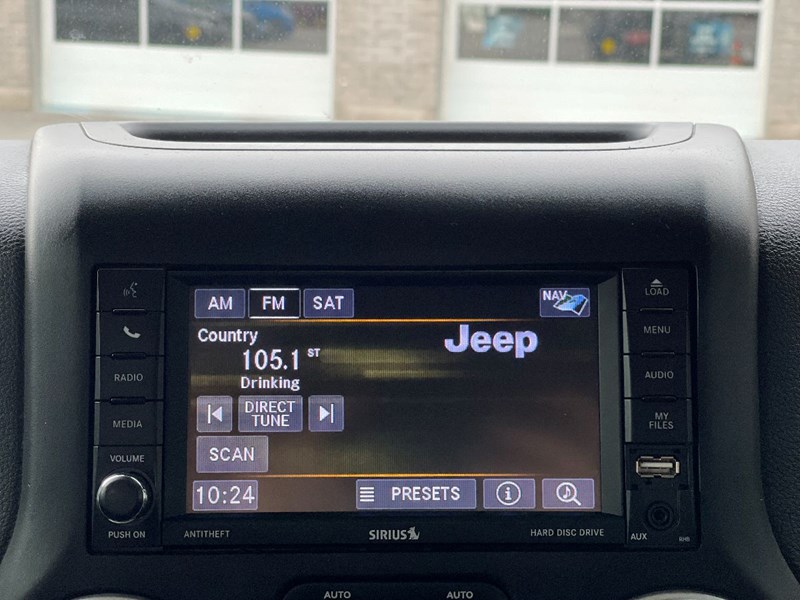 AM FM SAT NAV
Country
105.1 ST
Drinking
DIRECT
TUNE
SCAN
10:24 PRESETS
Jeep
RADIO
MEDIA
VOLUME
PUSH ON
LOAD
MENU
AUDIO
MY
FILES
AUX RHB
ANTITHEFT SIRIUS HARD DISC DRIVE
AUTO AUTO